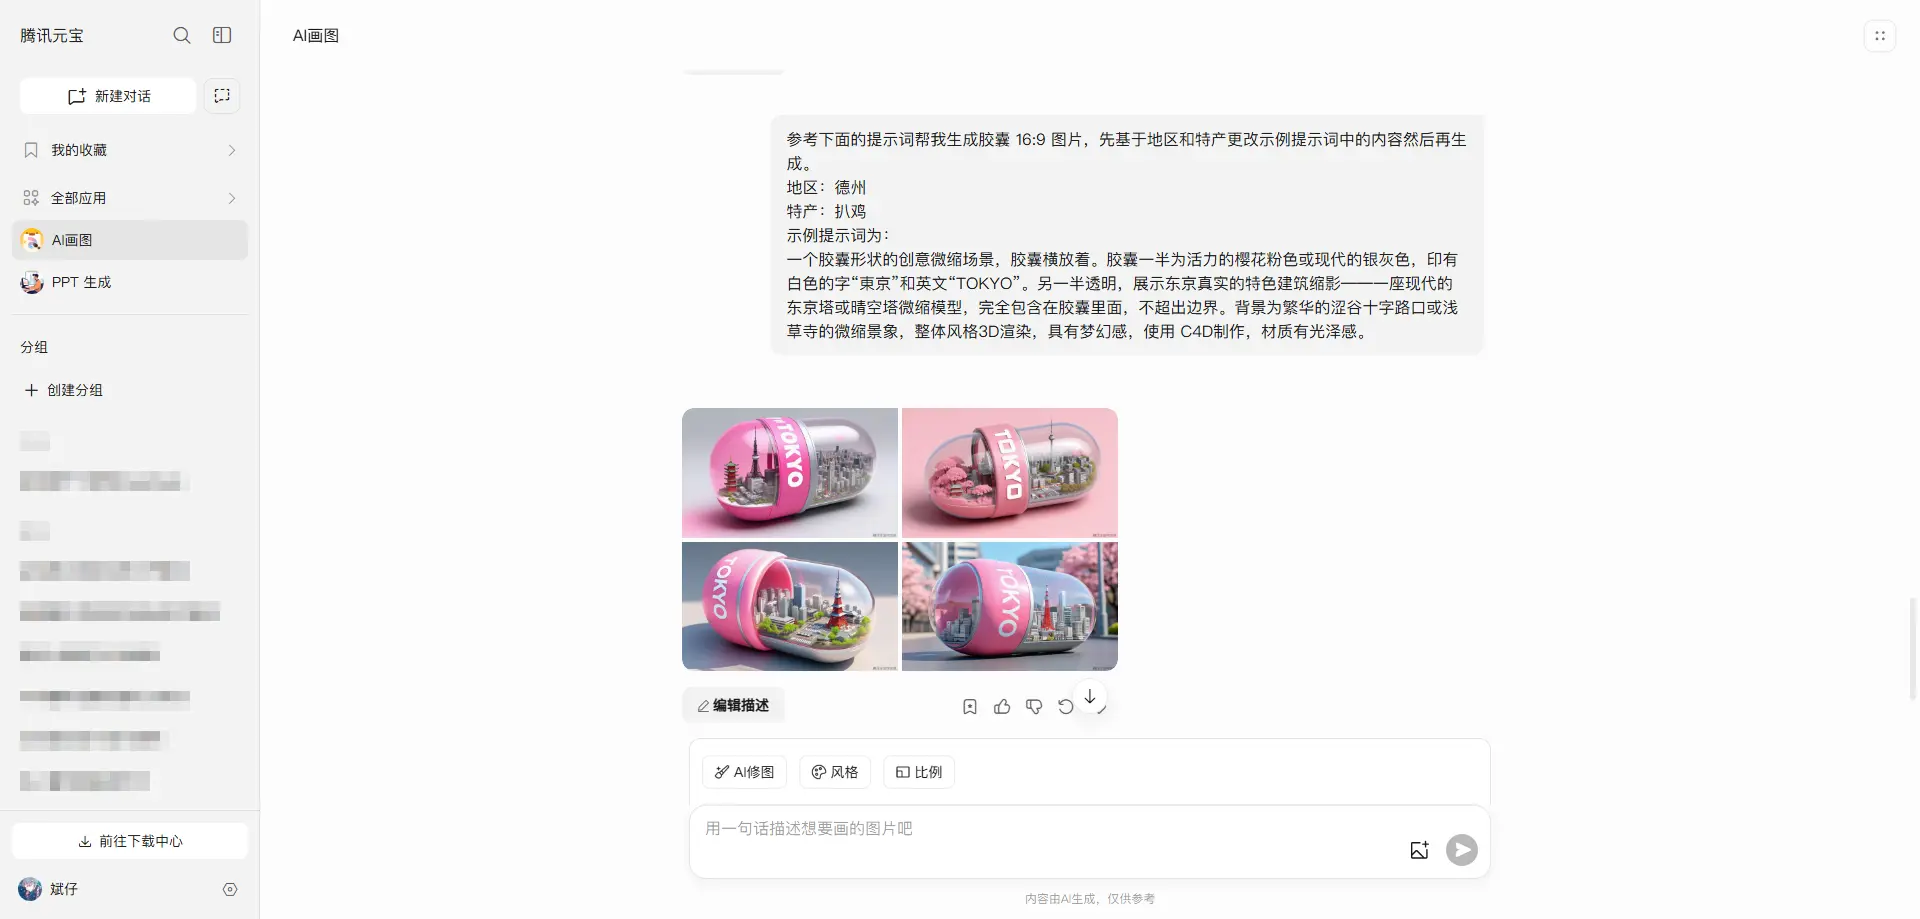 腾讯元宝
新建对话
我的收藏
全部应用
AI画图
PPT 生成
分组
创建分组
前往下载中心
斌仔
AI画图
参考下面的提示词帮我生成胶囊 16:9 图片，先基于地区和特产更改示例提示词中的内容然后再生
成。
地区：德州
特产：扒鸡
示例提示词为：
一个胶囊形状的创意微缩场景，胶囊横放着。胶囊一半为活力的樱花粉色或现代的银灰色，印有
白色的字“東京”和英文“TOKYO”。另一半透明，展示东京真实的特色建筑缩影———一座现代的
东京塔或晴空塔微缩模型，完全包含在胶囊里面，不超出边界。背景为繁华的涩谷十字路口或浅
草寺的微缩景象，整体风格3D渲染，具有梦幻感，使用 C4D制作，材质有光泽感。
TOKYO
TOKYO
TOKYO
TOKYO
编辑描述
AI修图
风格
比例
用一句话描述想要画的图片吧
内容由AI生成，仅供参考